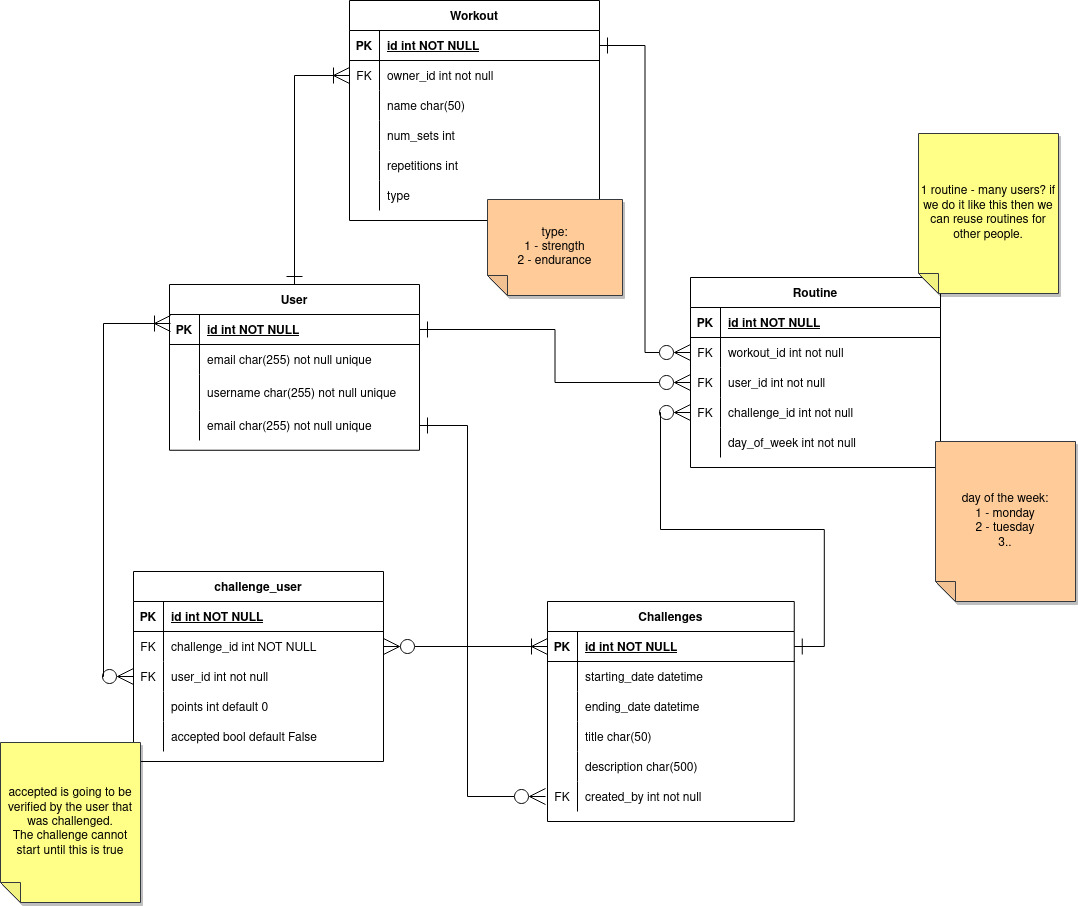 Workout
PK id int NOT NULL
FK owner_id int not null
name char(50)
num_sets int
repetitions int
type
type:
1 - strength
2 - endurance
1 routine - many users? if
we do it like this then we
can reuse routines for
other people.
User
PK id int NOT NULL
email char(255) not null unique
username char(255) not null unique
email char(255) not null unique
Routine
PK id int NOT NULL
FK workout_id int not null
FK user_id int not null
FK challenge_id int not null
day_of_week int not null
day of the week:
1 - monday
2 - tuesday
3..
challenge_user
PK id int NOT NULL
FK challenge_id int NOT NULL
FK user_id int not null
points int default 0
accepted bool default False
accepted is going to be
verified by the user that
was challenged.
The challenge cannot
start until this is true
Challenges
PK id int NOT NULL
starting_date datetime
ending_date datetime
title char(50)
description char(500)
FK created_by int not null